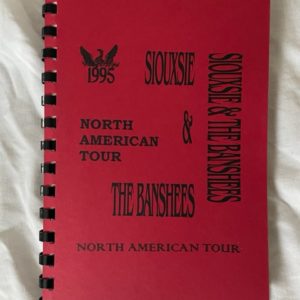 1995
SIOUXSIE
&
THE BANSHEES
NORTH
AMERICAN
TOUR
SIOUXSIE & THE BANSHEES
NORTH AMERICAN TOUR